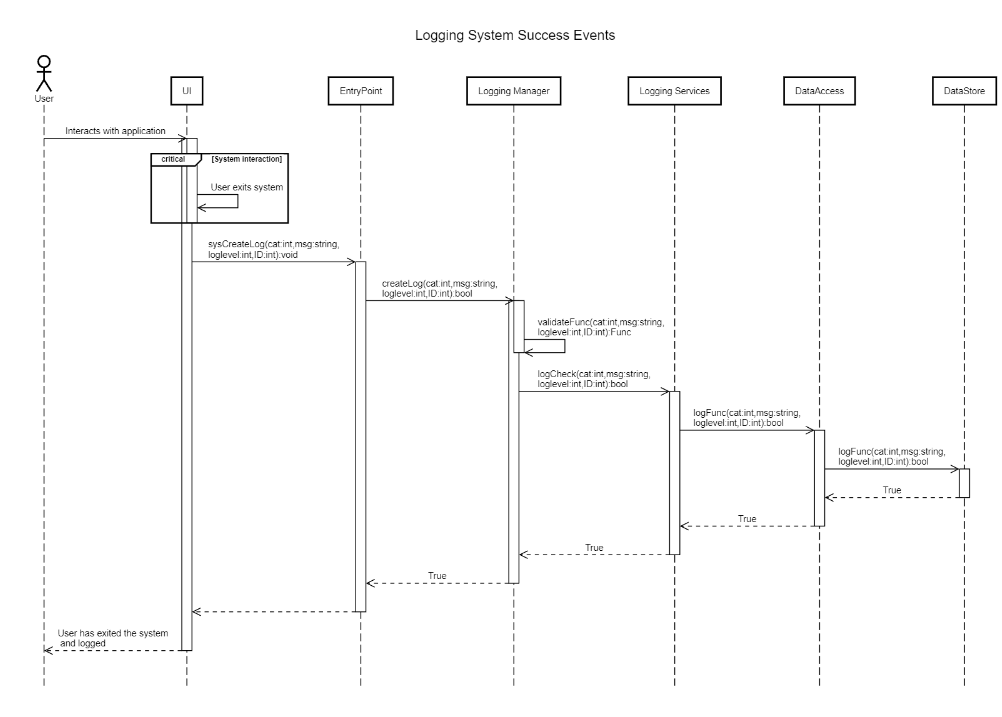 Logging System Success Events
User
UI
EntryPoint
Logging Manager
Logging Services
DataAccess
DataStore
Interacts with application
critical
[System interaction]
User exits system
sysCreateLog(cat:int,msg:string,
loglevel:int,ID:int):void
createLog(cat:int,msg:string,
loglevel:int,ID:int):bool
validateFunc(cat:int,msg:string,
loglevel:int,ID:int):Func
logCheck(cat:int,msg:string,
loglevel:int,ID:int):bool
logFunc(cat:int,msg:string,
loglevel:int,ID:int):bool
logFunc(cat:int,msg:string,
loglevel:int,ID:int):bool
True
True
True
True
User has exited the system
and logged